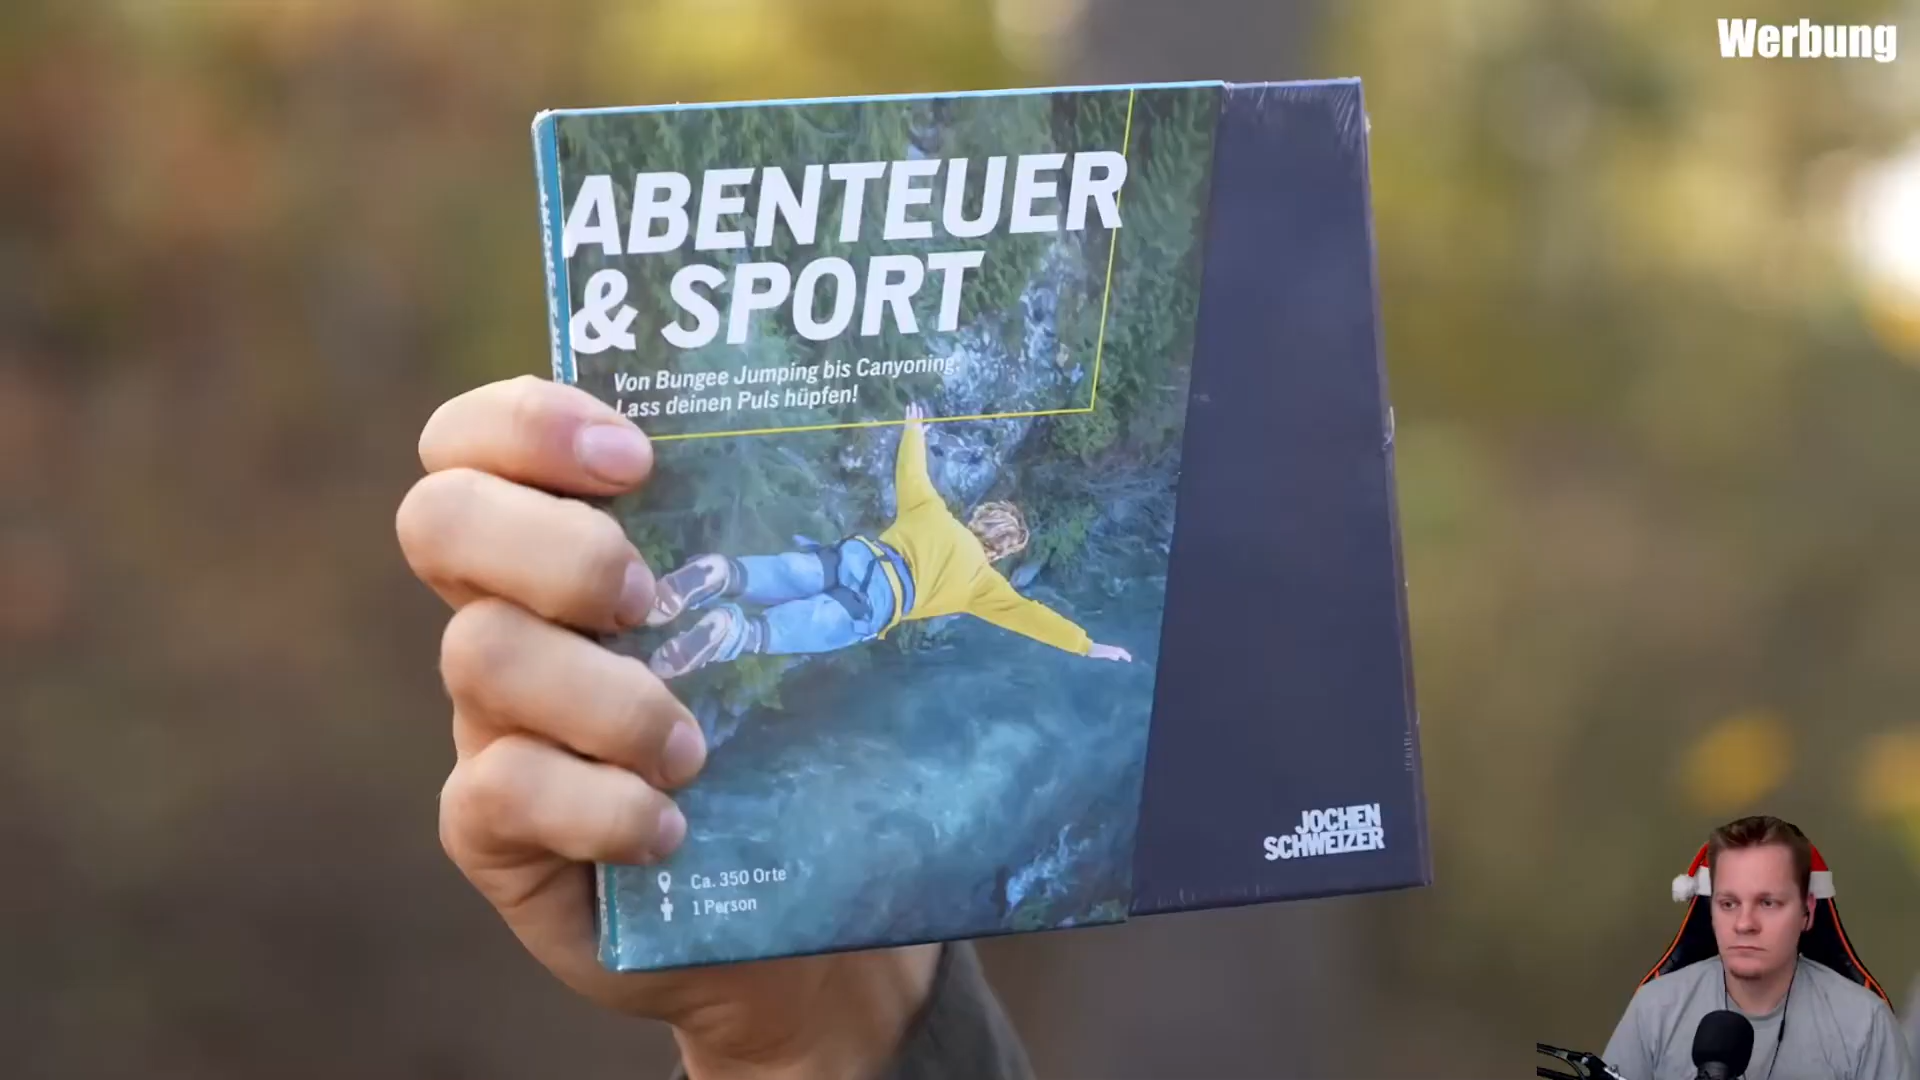 Werbung
ABENTEUER
& SPORT
Von Bungee Jumping bis Canyoning:
Lass deinen Puls hüpfen!
Ca. 350 Orte
1 Person
JOCHEN
SCHWEIZER